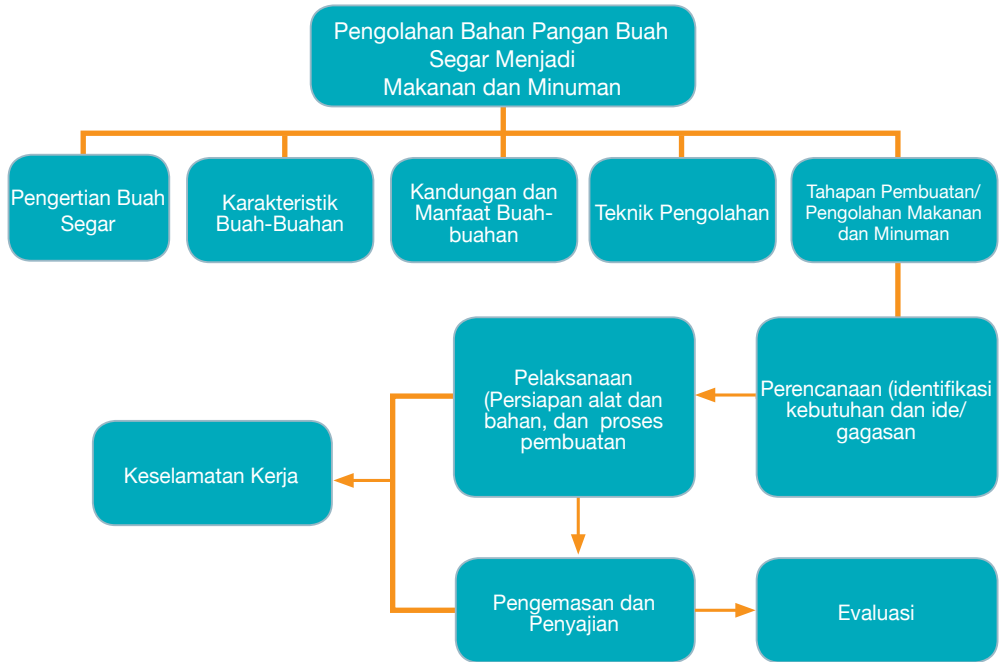 Pengolahan Bahan Pangan Buah
Segar Menjadi
Makanan dan Minuman
Pengertian Buah
Segar
Karakteristik
Buah-Buahan
Kandungan dan
Manfaat Buah-
buahan
Teknik Pengolahan
Tahapan Pembuatan/
Pengolahan Makanan
dan Minuman
Perencanaan (identifikasi
kebutuhan dan ide/
gagasan
Pelaksanaan
(Persiapan alat dan
bahan, dan proses
pembuatan
Keselamatan Kerja
Pengemasan dan
Penyajian
Evaluasi